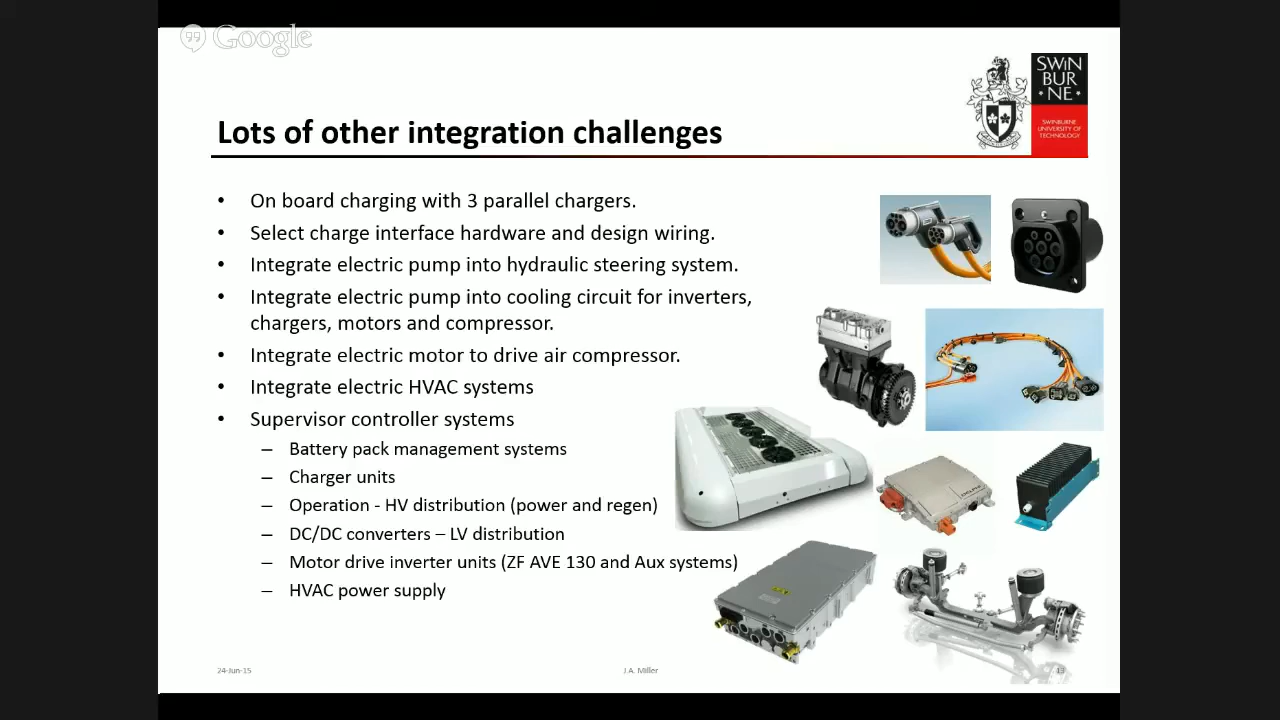 Google
SWiN
BUR
• NE •
SWINBURNE
UNIVERSITY OF
TECHNOLOGY
Lots of other integration challenges
• On board charging with 3 parallel chargers.
• Select charge interface hardware and design wiring.
• Integrate electric pump into hydraulic steering system.
• Integrate electric pump into cooling circuit for inverters,
chargers, motors and compressor.
• Integrate electric motor to drive air compressor.
• Integrate electric HVAC systems
• Supervisor controller systems
– Battery pack management systems
– Charger units
– Operation - HV distribution (power and regen)
– DC/DC converters – LV distribution
– Motor drive inverter units (ZF AVE 130 and Aux systems)
– HVAC power supply
DELPHI
24-Jun-15
J.A. Miller
13